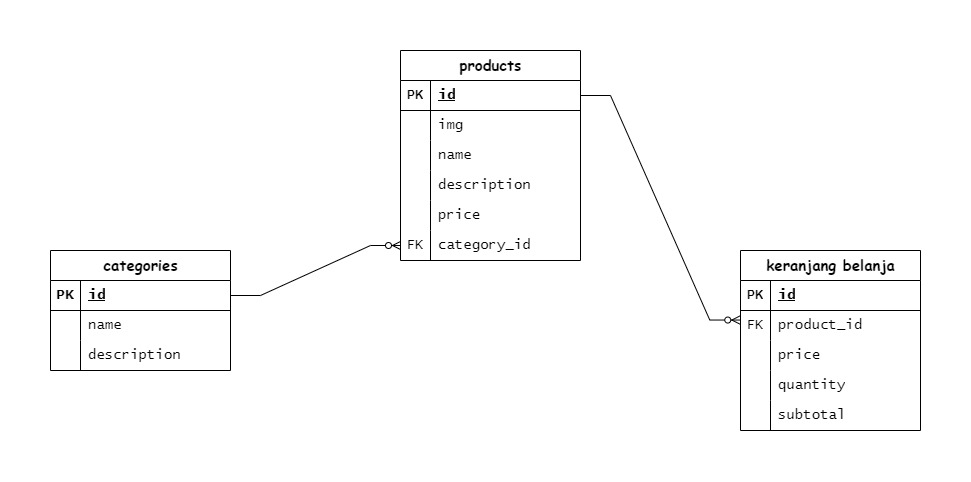 products
PK id
img
name
description
price
FK category_id
categories
PK id
name
description
keranjang belanja
PK id
FK product_id
price
quantity
subtotal